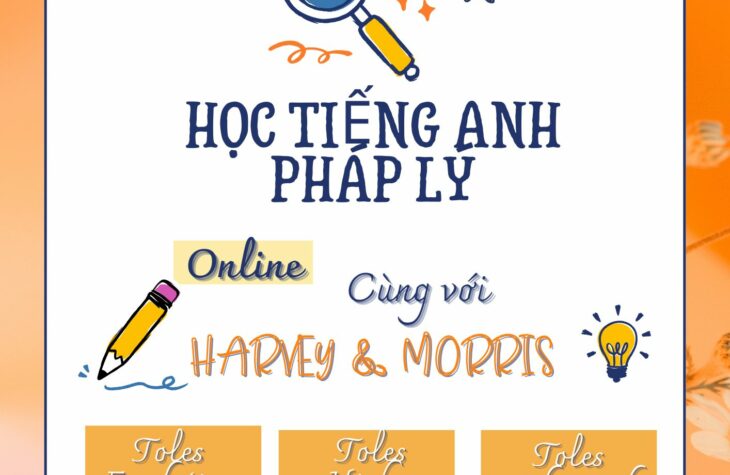 HỌC TIẾNG ANH
PHÁP LÝ
Online
Cùng với
HARVEY & MORRIS
Toles
Toles
Toles